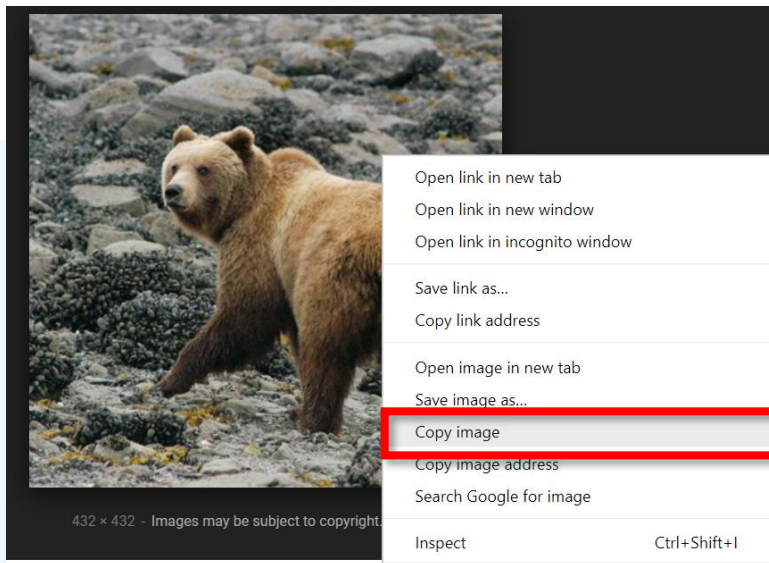 Open link in new tab
Open link in new window
Open link in incognito window
Save link as...
Copy link address
Open image in new tab
Save image as...
Copy image
Copy image address
Search Google for image
432 × 432 - Images may be subject to copyright.
Inspect Ctrl+Shift+I